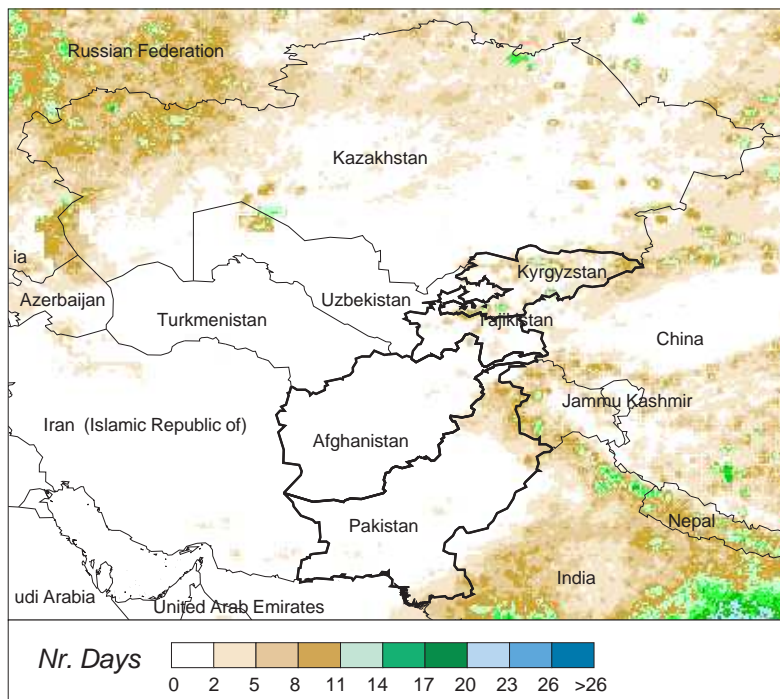 Russian Federation
Kazakhstan
ia
Kyrgyzstan
Azerbaijan
Uzbekistan
Turkmenistan
Tajikistan
China
Jammu Kashmir
Iran (Islamic Republic of)
Afghanistan
Pakistan
Nepal
India
udi Arabia
United Arab Emirates
Nr. Days
0 2 5 8 11 14 17 20 23 26 >26